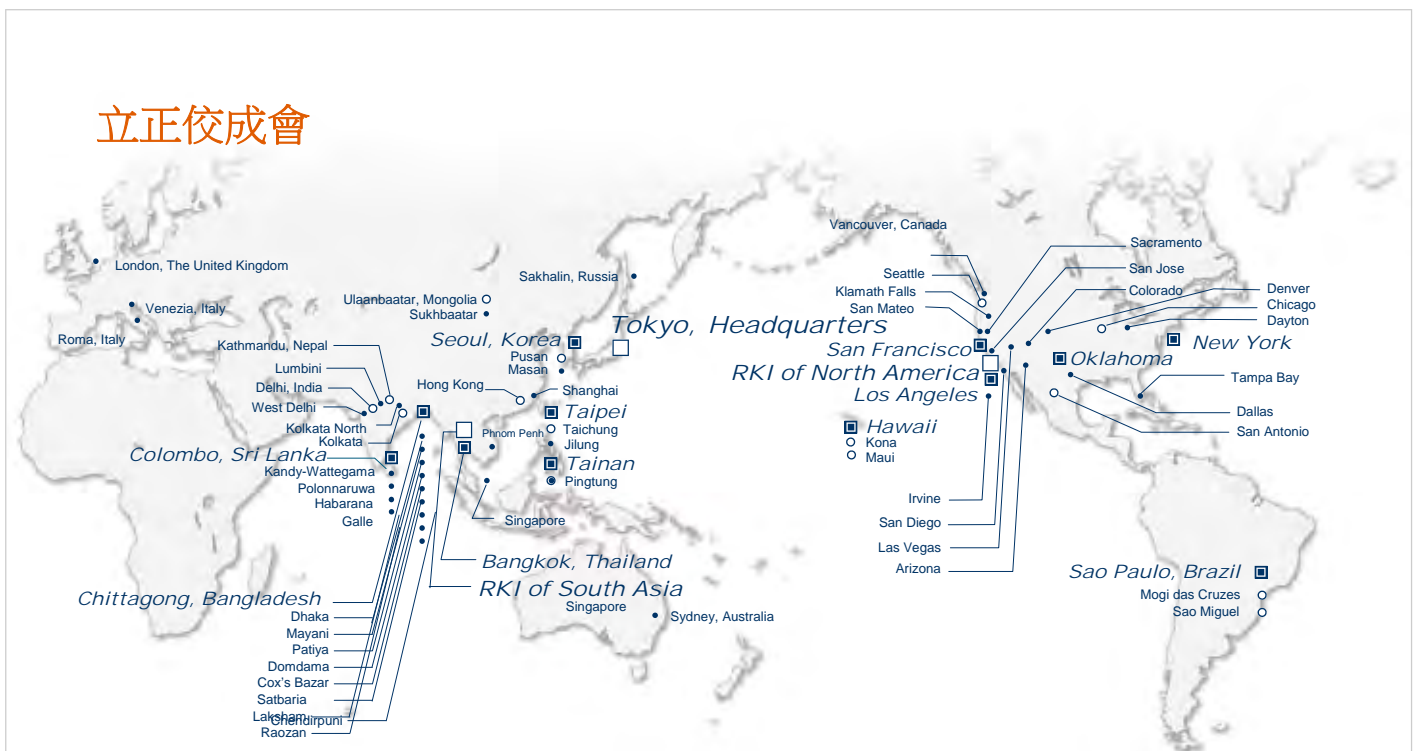 立正佼成會
Vancouver, Canada
Sacramento
London, The United Kingdom
San Jose
Sakhalin, Russia
Seattle
Denver
Klamath Falls
Colorado
Ulaanbaatar, Mongolia
Chicago
Venezia, Italy
San Mateo
Sukhbaatar
Dayton
Tokyo, Headquarters
Roma, Italy
Seoul, Korea
New York
Kathmandu, Nepal
San Francisco
Pusan
Oklahoma
Masan
Lumbini
RKI of North America
Tampa Bay
Delhi, India
Hong Kong
Shanghai
Los Angeles
West Delhi
Taipei
Dallas
Kolkata North
Phnom Penh
Taichung
Hawaii
San Antonio
Kolkata
Jilung
Kona
Colombo, Sri Lanka
Tainan
Maui
Kandy-Wattegama
Pingtung
Polonnaruwa
Irvine
Habarana
Galle
Singapore
San Diego
Las Vegas
Bangkok, Thailand
Arizona
Sao Paulo, Brazil
RKI of South Asia
Chittagong, Bangladesh
Mogi das Cruzes
Singapore
Sao Miguel
Dhaka
Sydney, Australia
Mayani
Patiya
Domdama
Cox's Bazar
Satbaria
Laksham
Chendirpuni
Raozan